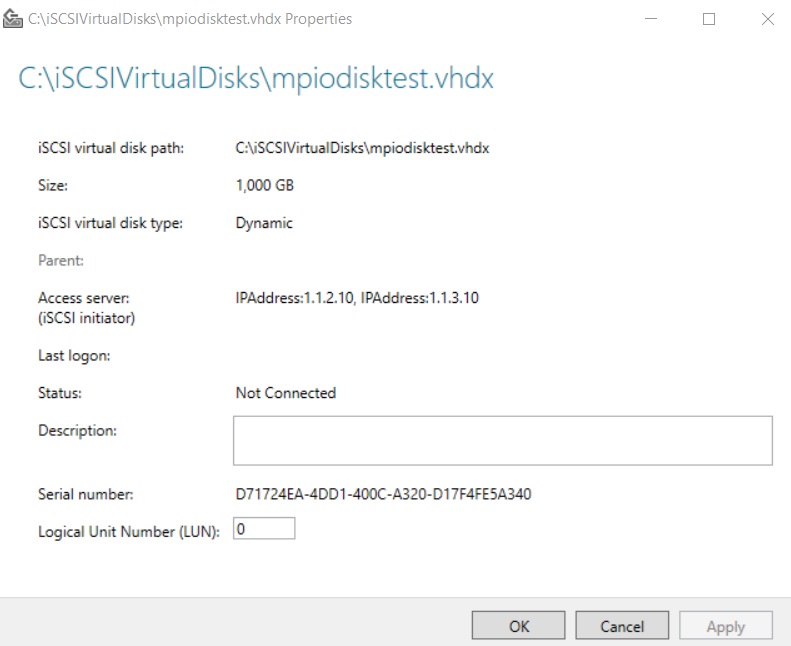 C:\iSCSIVirtualDisks\mpiodisktest.vhdx Properties
C:\iSCSIVirtualDisks\mpiodisktest.vhdx
iSCSI virtual disk path: C:\iSCSIVirtualDisks\mpiodisktest.vhdx
Size: 1,000 GB
iSCSI virtual disk type: Dynamic
Parent:
Access server: IPAddress:1.1.2.10, IPAddress:1.1.3.10
(iSCSI initiator)
Last logon:
Status: Not Connected
Description:
Serial number: D71724EA-4DD1-400C-A320-D17F4FE5A340
Logical Unit Number (LUN): 0
OK Cancel Apply